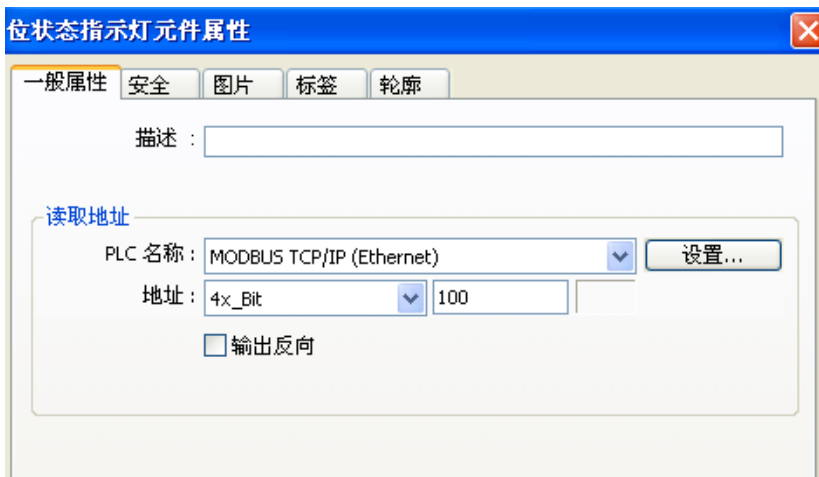 位状态指示灯元件属性
一般属性 安全 图片 标签 轮廓
描述 :
读取地址
PLC 名称 : MODBUS TCP/IP (Ethernet) 设置...
地址 : 4x_Bit 100
输出反向